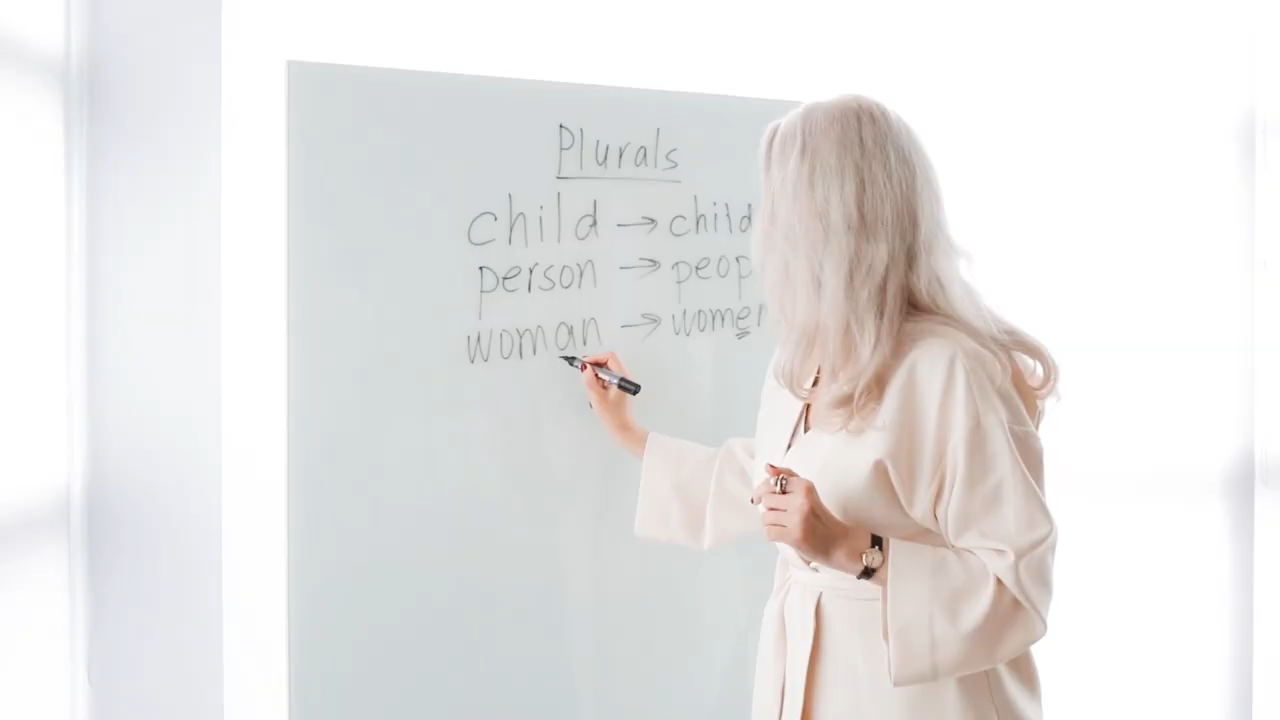 Plurals
child → child
person → peop
woman → women